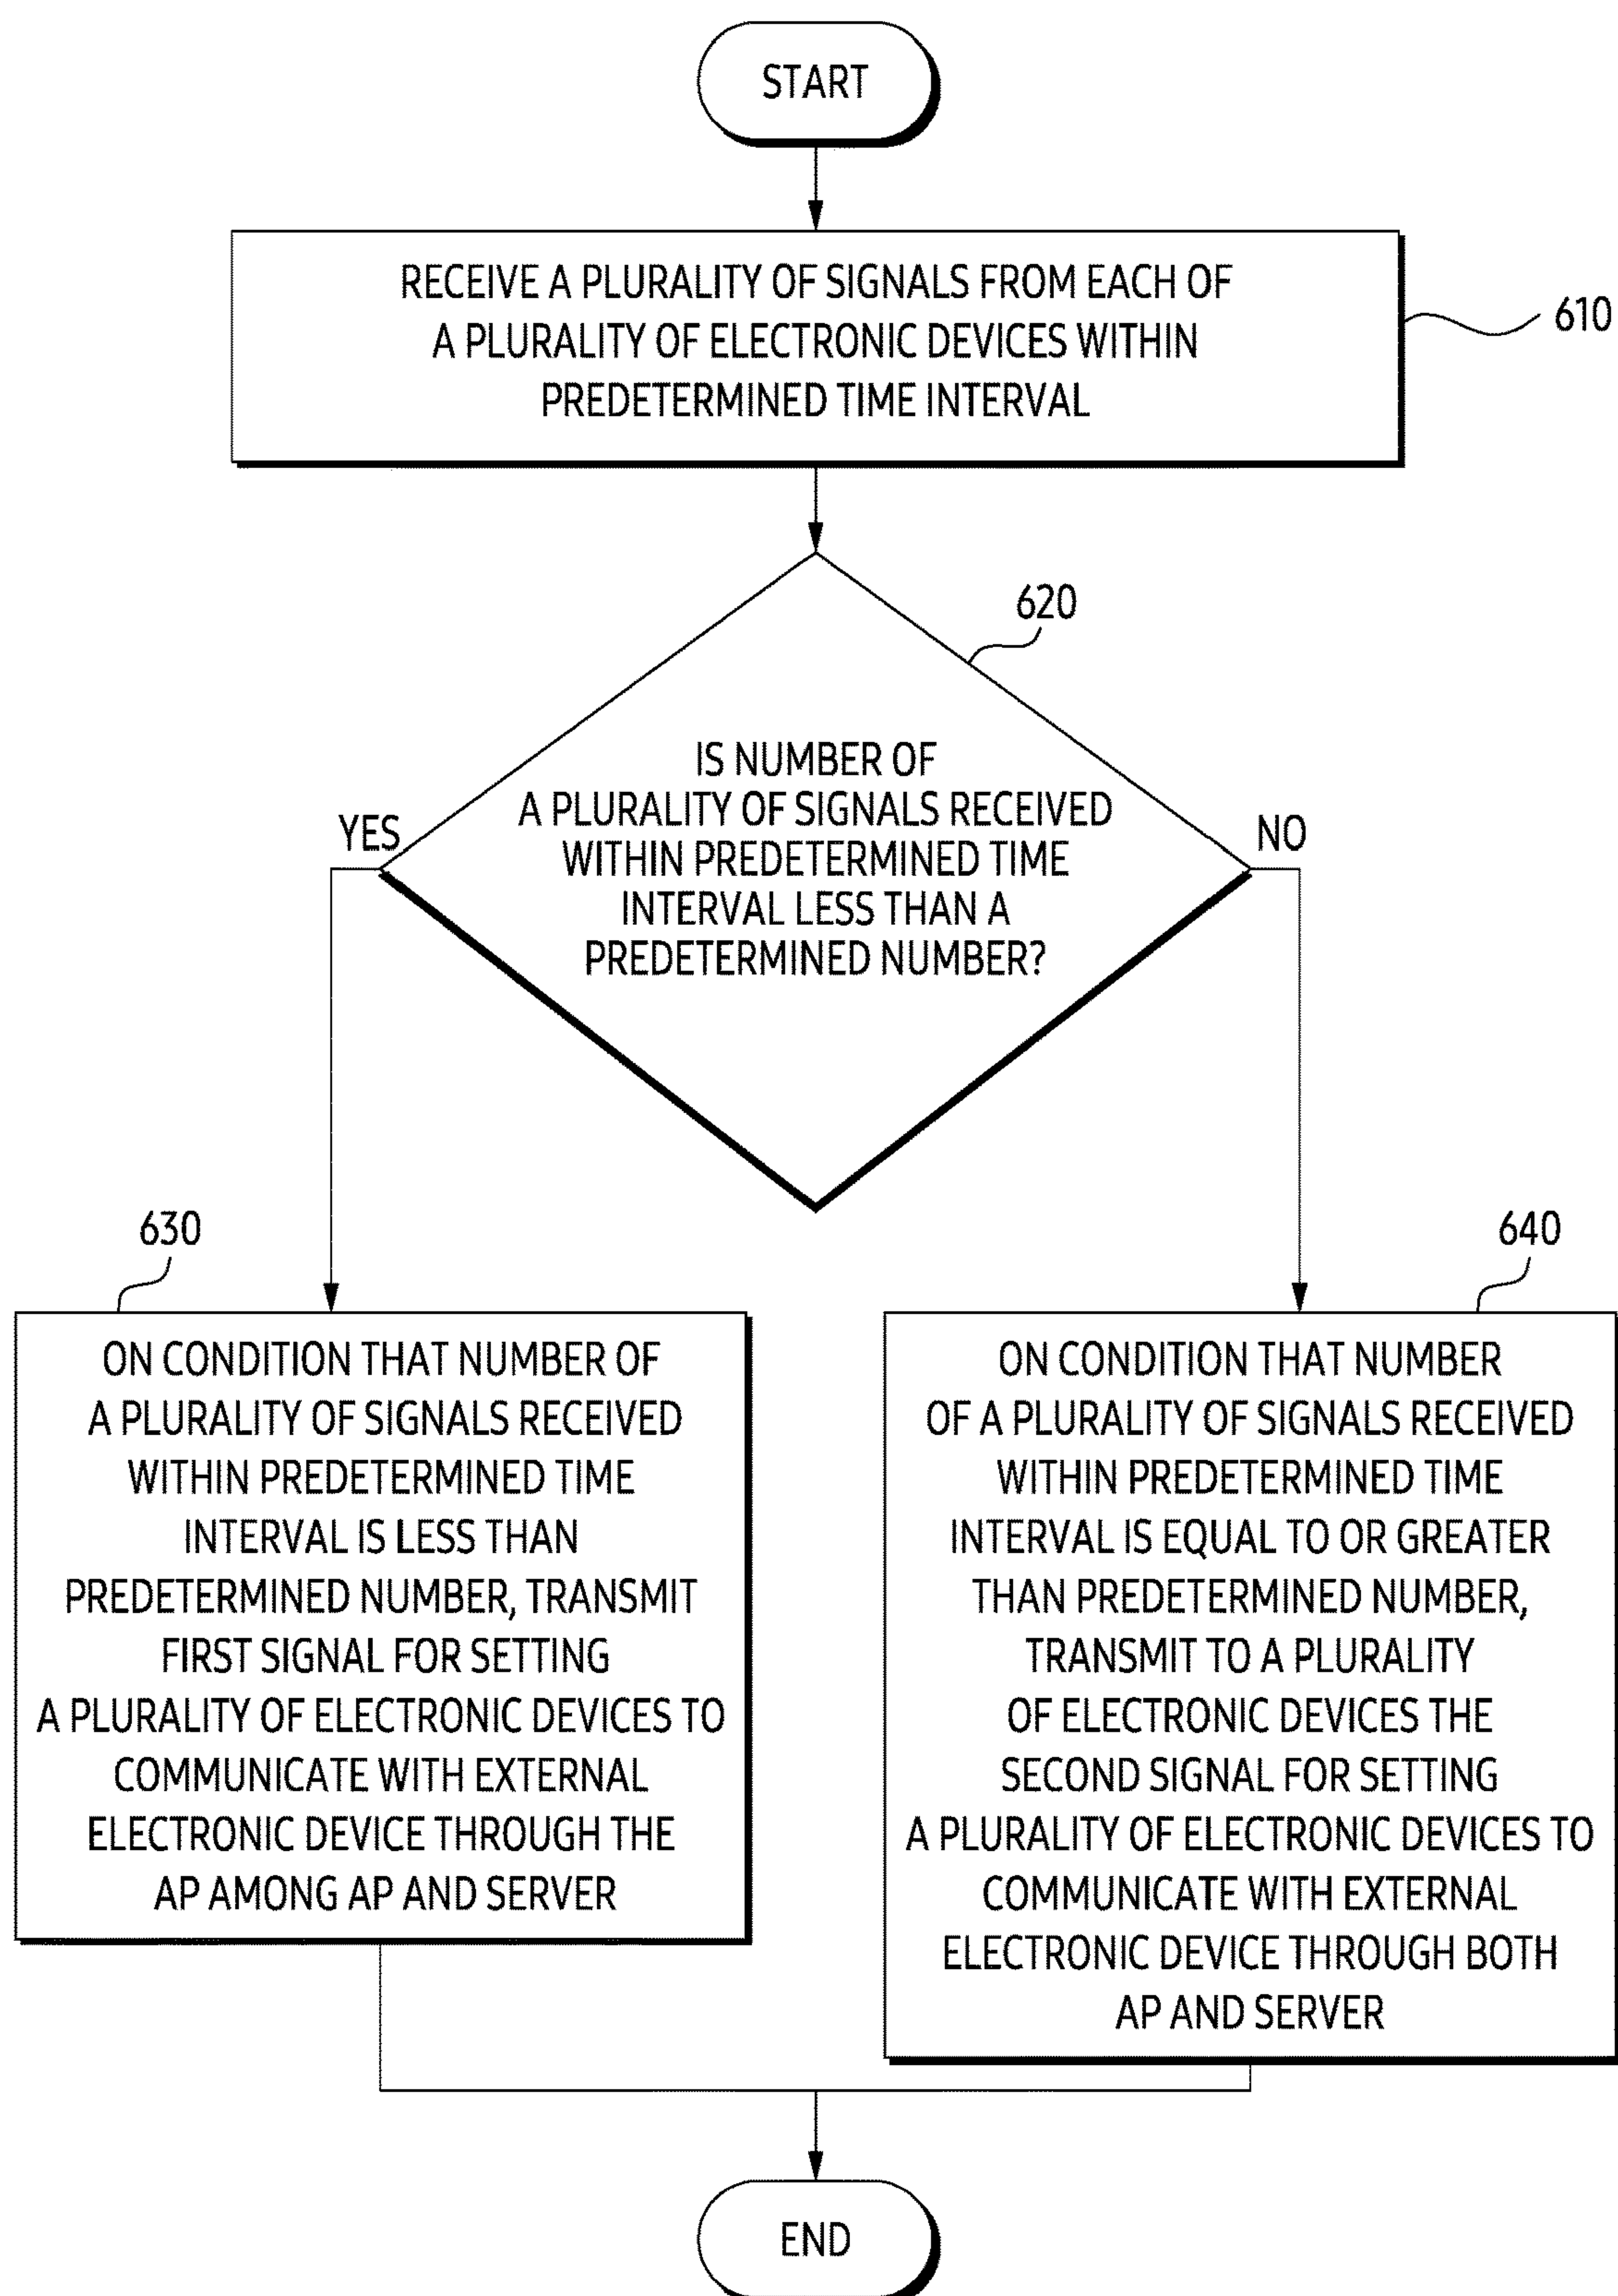 START
RECEIVE A PLURALITY OF SIGNALS FROM EACH OF
A PLURALITY OF ELECTRONIC DEVICES WITHIN
PREDETERMINED TIME INTERVAL
610
620
IS NUMBER OF
A PLURALITY OF SIGNALS RECEIVED
WITHIN PREDETERMINED TIME
INTERVAL LESS THAN A
PREDETERMINED NUMBER?
YES
NO
630
ON CONDITION THAT NUMBER OF
A PLURALITY OF SIGNALS RECEIVED
WITHIN PREDETERMINED TIME
INTERVAL IS LESS THAN
PREDETERMINED NUMBER, TRANSMIT
FIRST SIGNAL FOR SETTING
A PLURALITY OF ELECTRONIC DEVICES TO
COMMUNICATE WITH EXTERNAL
ELECTRONIC DEVICE THROUGH THE
AP AMONG AP AND SERVER
640
ON CONDITION THAT NUMBER
OF A PLURALITY OF SIGNALS RECEIVED
WITHIN PREDETERMINED TIME
INTERVAL IS EQUAL TO OR GREATER
THAN PREDETERMINED NUMBER,
TRANSMIT TO A PLURALITY
OF ELECTRONIC DEVICES THE
SECOND SIGNAL FOR SETTING
A PLURALITY OF ELECTRONIC DEVICES TO
COMMUNICATE WITH EXTERNAL
ELECTRONIC DEVICE THROUGH BOTH
AP AND SERVER
END